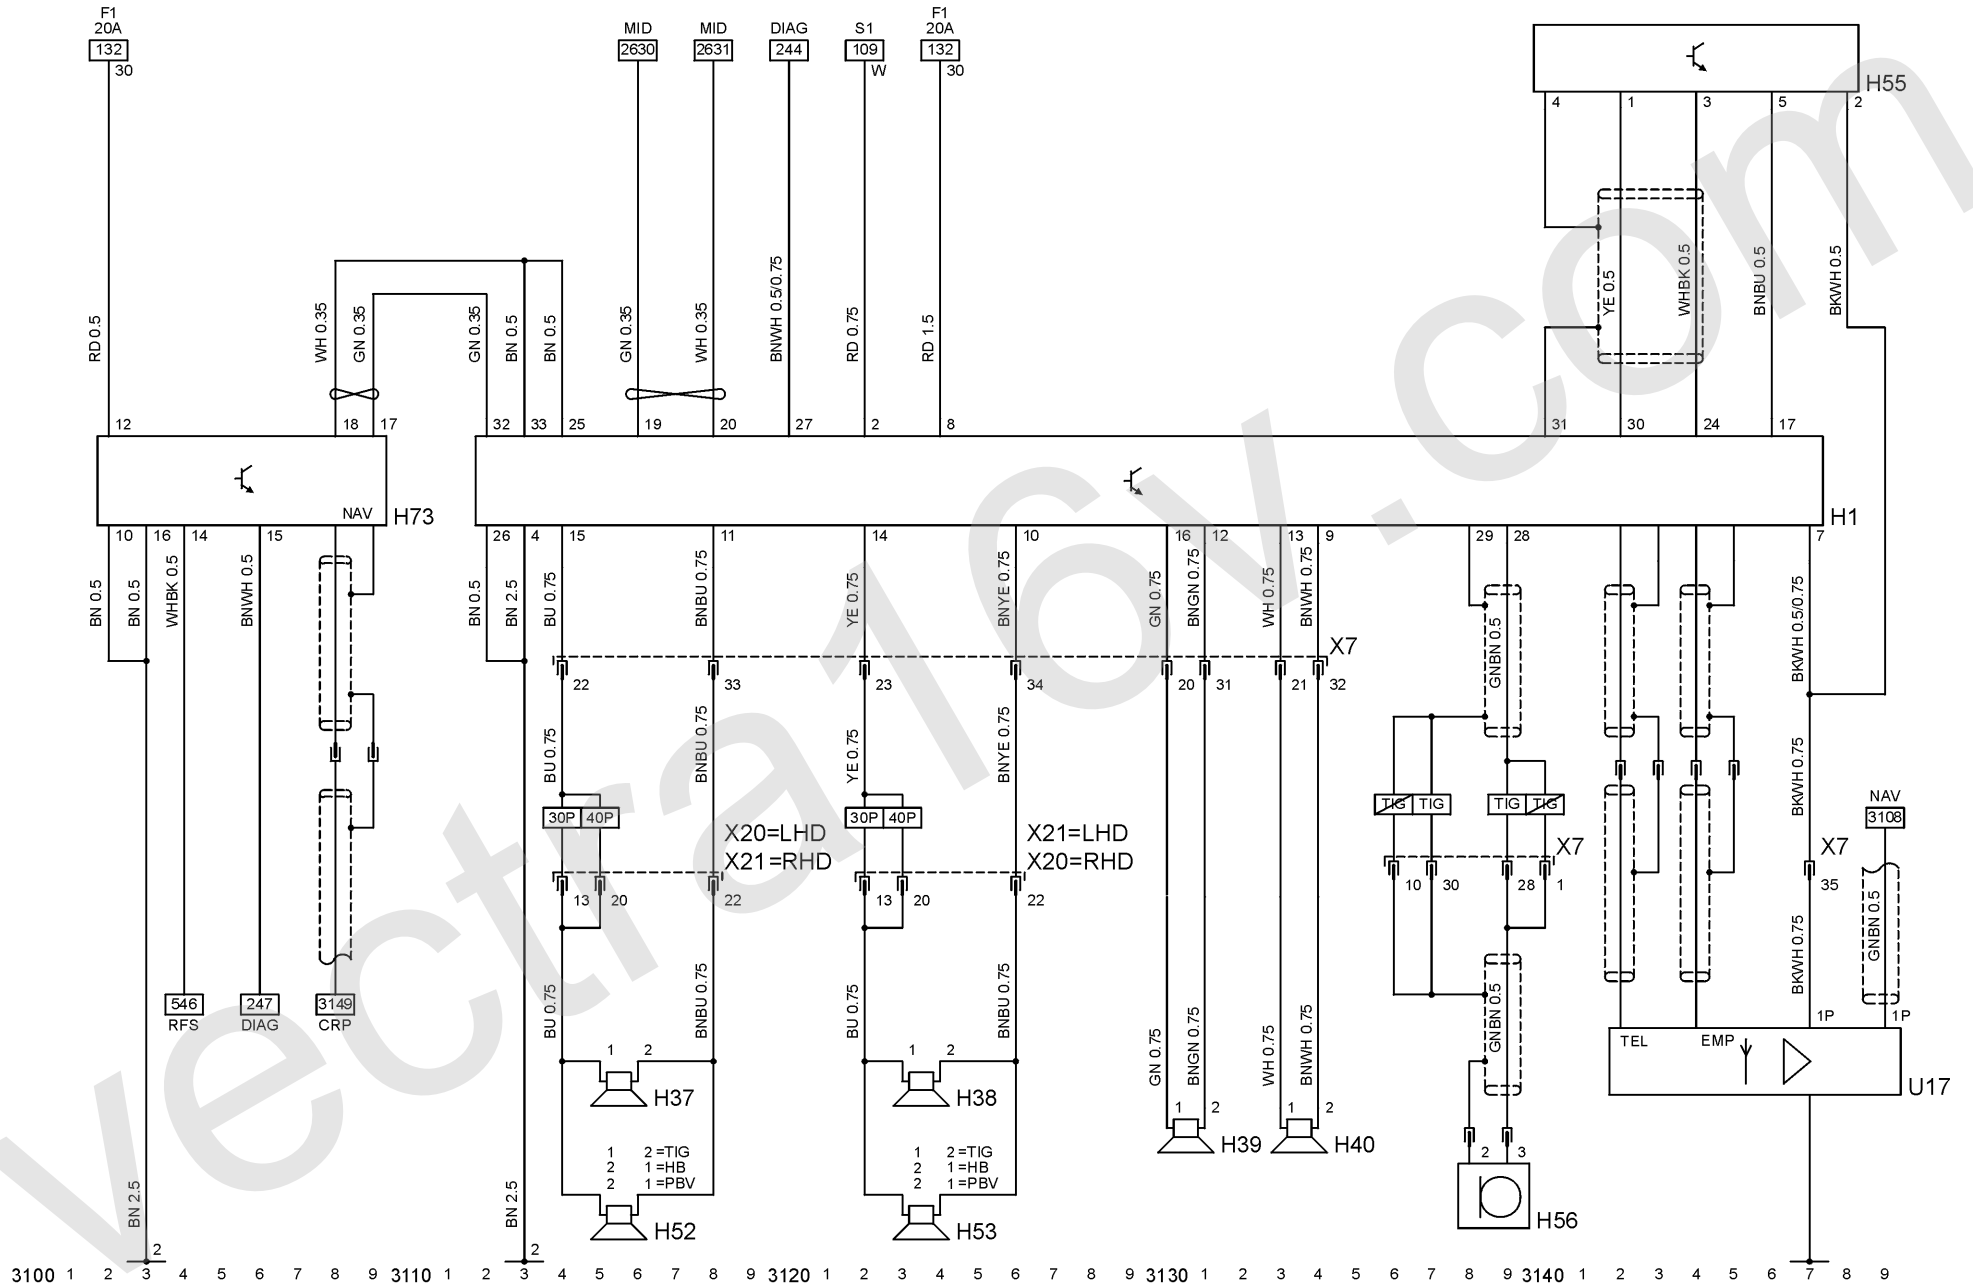 F1
20A
132
30
MID
2630
MID
2631
DIAG
244
S1
109
W
F1
20A
132
30
H55
4 1 3 5 2
RD 0.5
WH 0.35
GN 0.35
GN 0.35
BN 0.5
BN 0.5
GN 0.35
WH 0.35
BNWH 0.5/0.75
RD 0.75
RD 1.5
YE 0.5
WHBK 0.5
BNBU 0.5
BKWH 0.5
12 18 17 32 33 25 19 20 27 2 8 31 30 24 17
NAV
H73
H1
10 16 14 15 26 4 15 11 14 10 16 12 13 9 29 28 7
BN 0.5
BN 0.5
WHBK 0.5
BNWH 0.5
BN 0.5
BN 2.5
BU 0.75
BNBU 0.75
YE 0.75
BNYE 0.75
GN 0.75
BNGN 0.75
WH 0.75
BNWH 0.75
GNBN 0.5
BKWH 0.5/0.75
X7
22 33 23 34 20 31 21 32
BU 0.75
BNBU 0.75
YE 0.75
BNYE 0.75
BKWH 0.75
30P 40P
30P 40P
TIG TIG
TIG TIG
NAV
3108
X20=LHD
X21=RHD
X21=LHD
X20=RHD
X7
X7
13 20 22 13 20 22
10 30 28 1
35
GNBN 0.5
BKWH 0.75
BU 0.75
BNBU 0.75
BU 0.75
BNBU 0.75
546
RFS
247
DIAG
3149
CRP
GNBN 0.5
1P 1P
TEL
EMP
U17
1 2
H37
1 2
H38
GN 0.75
BNGN 0.75
WH 0.75
BNWH 0.75
1 2
H39
1 2
H40
1 2=TIG
2 1=HB
2 1=PBV
H52
1 2=TIG
2 1=HB
2 1=PBV
H53
2 3
H56
BN 2.5
2
BN 2.5
2
3100 1 2 3 4 5 6 7 8 9 3110 1 2 3 4 5 6 7 8 9 3120 1 2 3 4 5 6 7 8 9 3130 1 2 3 4 5 6 7 8 9 3140 1 2 3 4 5 6 7 8 9
vectra16v.com